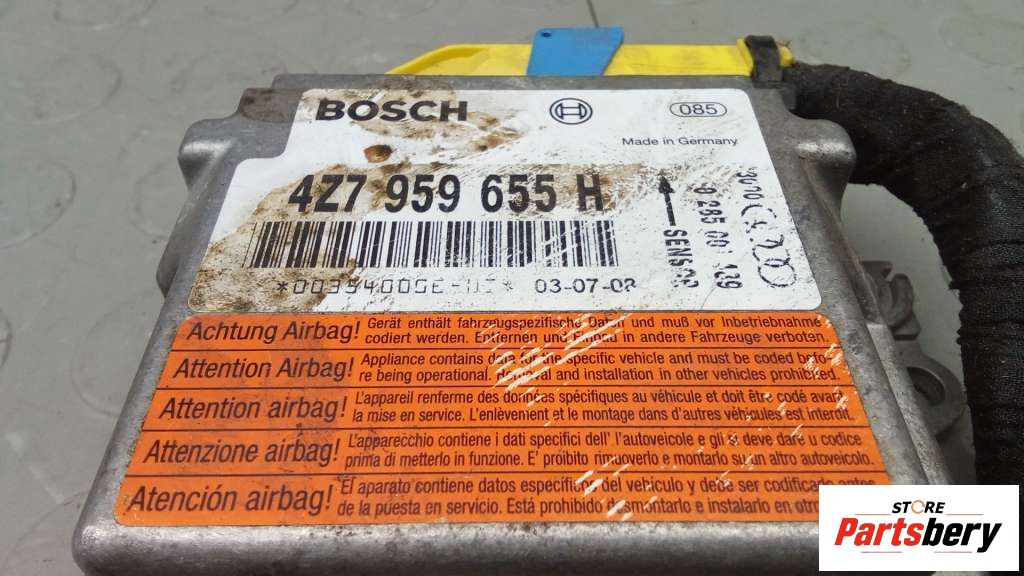 BOSCH
085
Made in Germany
4Z7 959 655 H
SENSOR
03-07-08
Achtung Airbag! Gerät enthält fahrzeugspezifische Daten und muß vor Inbetriebnahme
codiert werden. Entfernen und Einbau in andere Fahrzeuge verboten.
Attention Airbag! Appliance contains data for the specific vehicle and must be coded befo-
re being operational. Removal and installation in other vehicles prohibited.
Attention airbag! L'appareil renferme des données spécifiques au véhicule et doit être codé avant
la mise en service. L'enlèvement et le montage dans d'autres véhicules est interdit.
Attenzione airbag! L'apparecchio contiene i dati specifici dell' l'autoveicole e gli si deve dare u codice
prima di metterlo in funzione. E' proibito rimuoverlo e montarlo su un altro autoveicolo.
Atención airbag! El aparato contiene datos específicos del vehículo y debe ser codificado antes
de la puesta en servicio. Está prohibido desmontarlo e instalarlo en otro
STORE
Partsbery